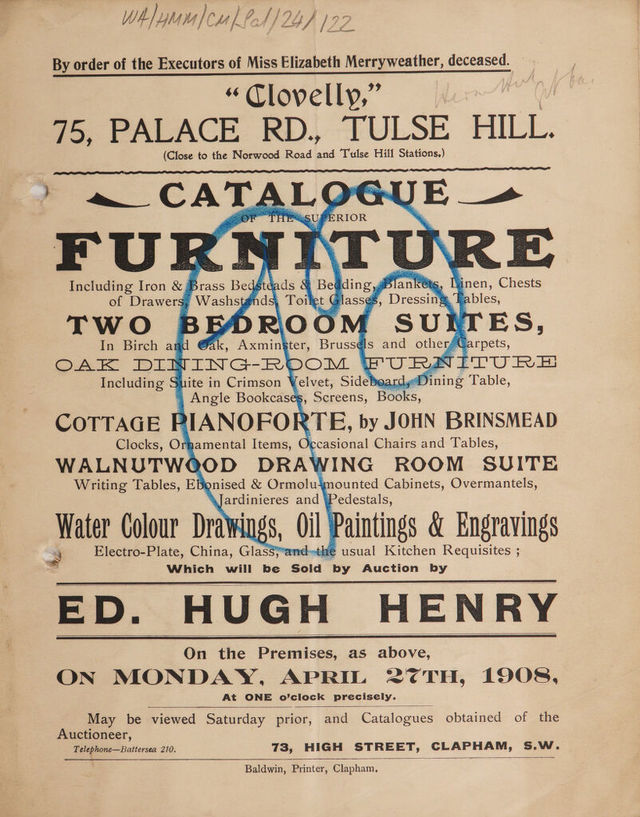 WA/HMM/CM/Sal/24/122
By order of the Executors of Miss Elizabeth Merryweather, deceased.
"Clovelly,"
75, PALACE RD., TULSE HILL.
(Close to the Norwood Road and Tulse Hill Stations.)
CATALOGUE
OF THE SUPERIOR
FURNITURE
Including Iron & Brass Bedsteads & Bedding, Blankets, Linen, Chests
of Drawers, Washstands, Toilet Glasses, Dressing Tables,
TWO BEDROOM SUITES,
In Birch and Oak, Axminster, Brussels and other Carpets,
OAK DINING-ROOM FURNITURE
Including Suite in Crimson Velvet, Sideboard, Dining Table,
Angle Bookcases, Screens, Books,
COTTAGE PIANOFORTE, by JOHN BRINSMEAD
Clocks, Ornamental Items, Occasional Chairs and Tables,
WALNUTWOOD DRAWING ROOM SUITE
Writing Tables, Ebonised & Ormolu-mounted Cabinets, Overmantels,
Jardinieres and Pedestals,
Water Colour Drawings, Oil Paintings & Engravings
Electro-Plate, China, Glass, and the usual Kitchen Requisites ;
Which will be Sold by Auction by
ED. HUGH HENRY
On the Premises, as above,
ON MONDAY, APRIL 27TH, 1908,
At ONE o'clock precisely.
May be viewed Saturday prior, and Catalogues obtained of the
Auctioneer,
Telephone—Battersea 210. 73, HIGH STREET, CLAPHAM, S.W.
Baldwin, Printer, Clapham.